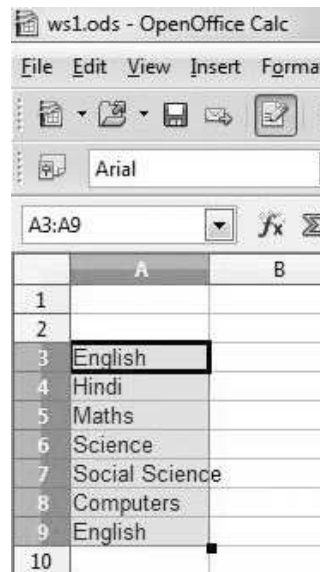 ws1.ods - OpenOffice Calc
File Edit View Insert Forma
Arial
A3:A9
A B
1
2
3 English
4 Hindi
5 Maths
6 Science
7 Social Science
8 Computers
9 English
10